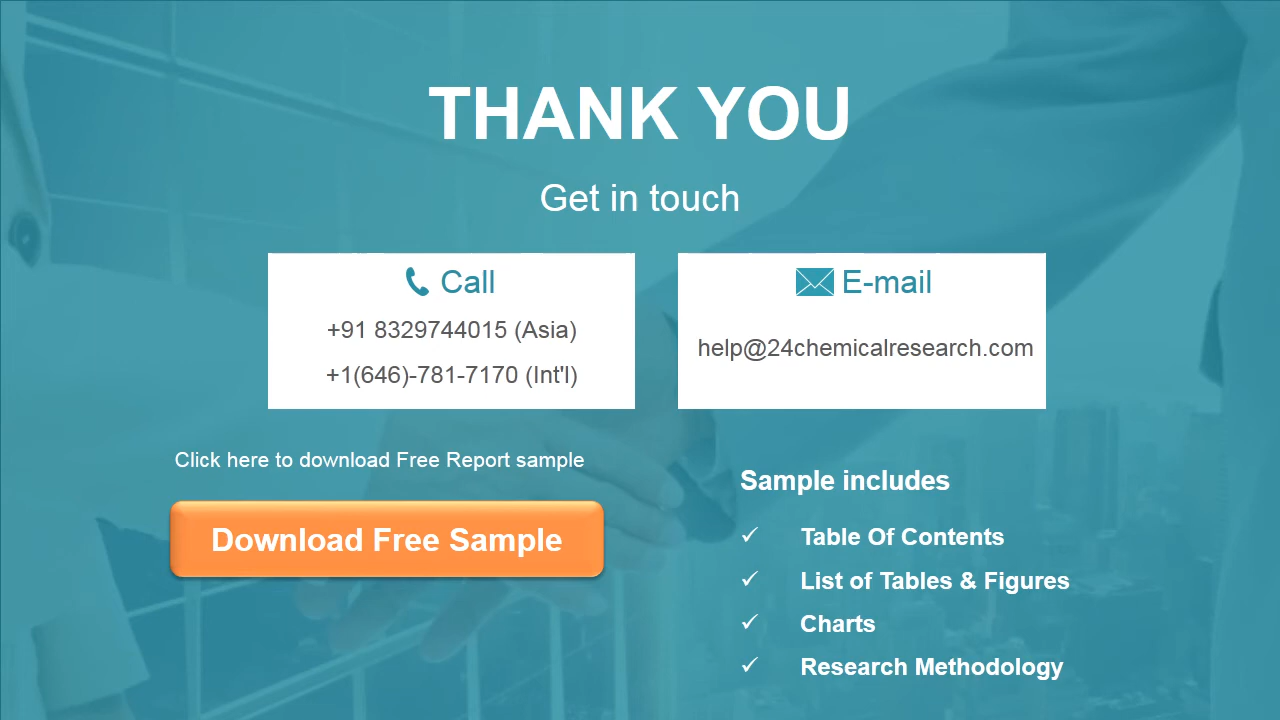 THANK YOU
Get in touch
Call
+91 8329744015 (Asia)
+1(646)-781-7170 (Int'l)
E-mail
help@24chemicalresearch.com
Click here to download Free Report sample
Download Free Sample
Sample includes
✓ Table Of Contents
✓ List of Tables & Figures
✓ Charts
✓ Research Methodology